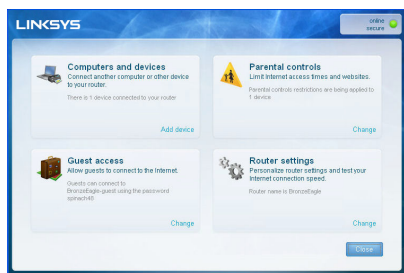 LINKSYS
online
secure
Computers and devices
Connect another computer or other device
to your router.
There is 1 device connected to your router
Add device
Parental controls
Limit Internet access times and websites.
Parental controls restrictions are being applied to
1 device
Change
Guest access
Allow guests to connect to the Internet.
Guests can connect to
BronzeEagle-guest using the password
spinach48
Change
Router settings
Personalize router settings and test your
Internet connection speed.
Router name is BronzeEagle
Change
Close